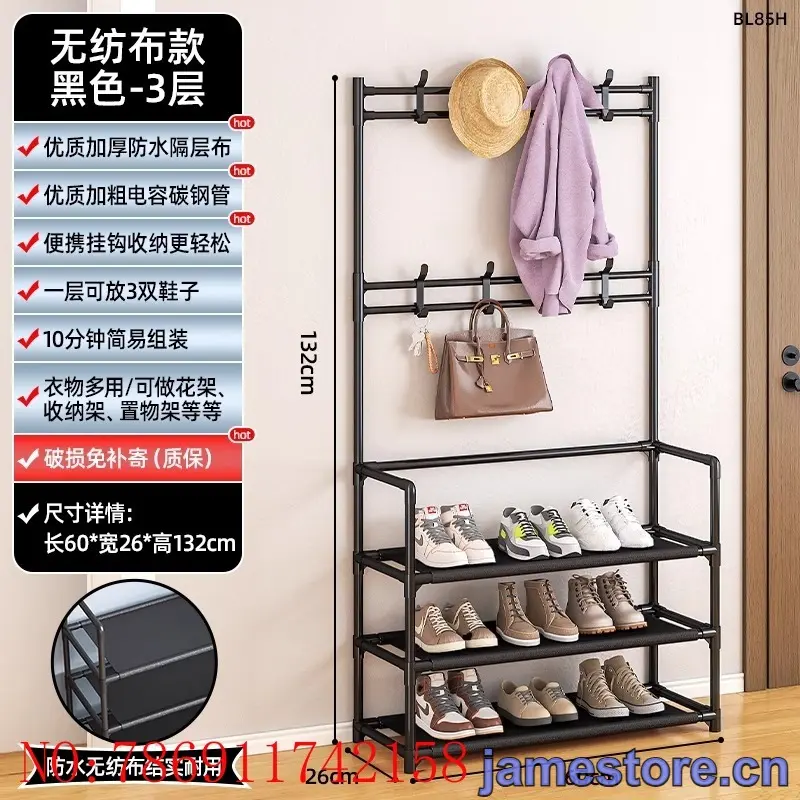 BL85H
无纺布款
黑色-3层
hot
优质加厚防水隔层布
hot
优质加粗电容碳钢管
hot
便携挂钩收纳更轻松
一层可放3双鞋子
10分钟简易组装
衣物多用/可做花架、
收纳架、置物架等等
hot
破损免补寄(质保)
尺寸详情:
长60*宽26*高132cm
132cm
防水无纺布结实耐用
26cm
NO:786911742158
jamestore.cn